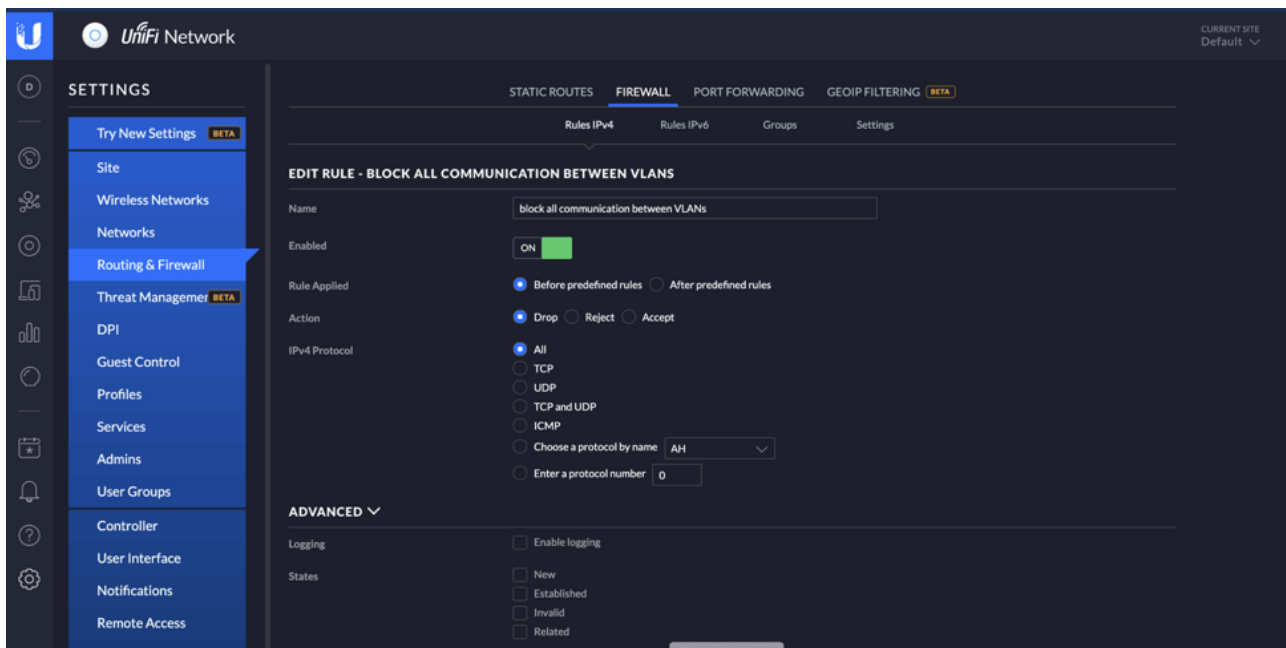 UniFi Network
CURRENT SITE
Default
D
SETTINGS
STATIC ROUTES FIREWALL PORT FORWARDING GEOIP FILTERING BETA
Try New Settings BETA
Rules IPv4 Rules IPv6 Groups Settings
Site
EDIT RULE - BLOCK ALL COMMUNICATION BETWEEN VLANS
Wireless Networks
Name block all communication between VLANs
Networks
Enabled ON
Routing & Firewall
Rule Applied Before predefined rules After predefined rules
Threat Managemer BETA
Action Drop Reject Accept
DPI
IPv4 Protocol All
Guest Control
TCP
UDP
Profiles
TCP and UDP
Services
ICMP
Choose a protocol by name AH
Admins
Enter a protocol number 0
User Groups
ADVANCED
Controller
Logging Enable logging
User Interface
States New
Notifications
Established
Invalid
Remote Access
Related